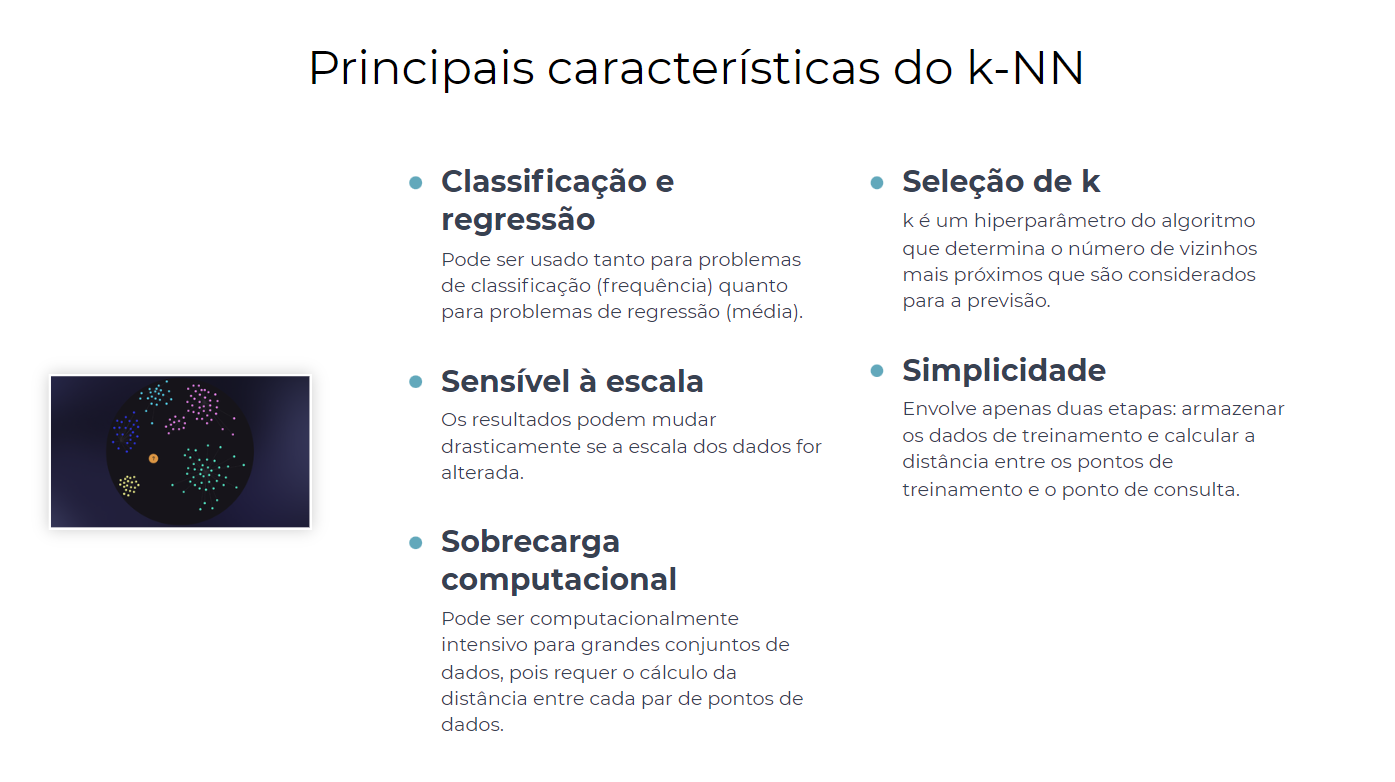 Principais características do k-NN
Classificação e
regressão
Pode ser usado tanto para problemas
de classificação (frequência) quanto
para problemas de regressão (média).
Sensível à escala
Os resultados podem mudar
drasticamente se a escala dos dados for
alterada.
Sobrecarga
computacional
Pode ser computacionalmente
intensivo para grandes conjuntos de
dados, pois requer o cálculo da
distância entre cada par de pontos de
dados.
Seleção de k
k é um hiperparâmetro do algoritmo
que determina o número de vizinhos
mais próximos que são considerados
para a previsão.
Simplicidade
Envolve apenas duas etapas: armazenar
os dados de treinamento e calcular a
distância entre os pontos de
treinamento e o ponto de consulta.